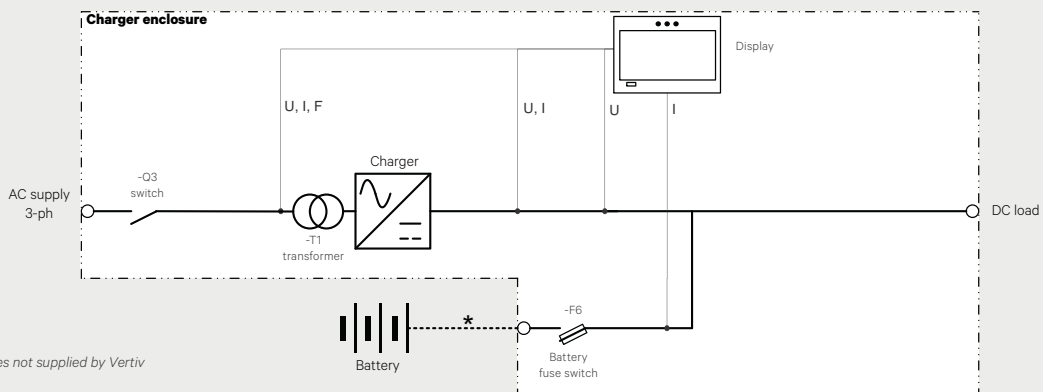 Charger enclosure
Display
U, I, F
U, I
U
I
Charger
-Q3
switch
AC supply
3-ph
DC load
-T1
transformer
-F6
*
Battery
Battery
fuse switch
not supplied by Vertiv